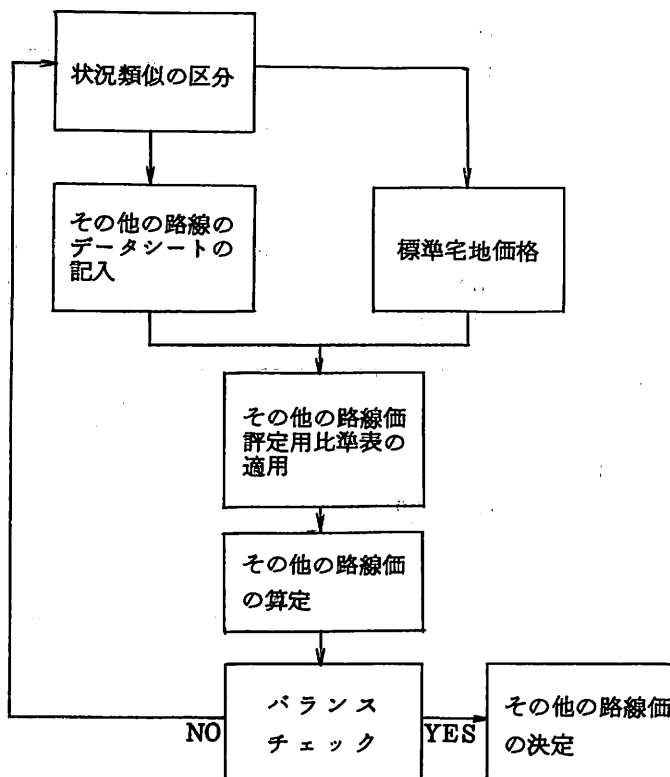 状況類似の区分
その他の路線の
データシートの
記入
標準宅地価格
その他の路線価
評定用比準表の
適用
その他の路線価
の算定
バランス
チェック
NO
YES
その他の路線価
の決定